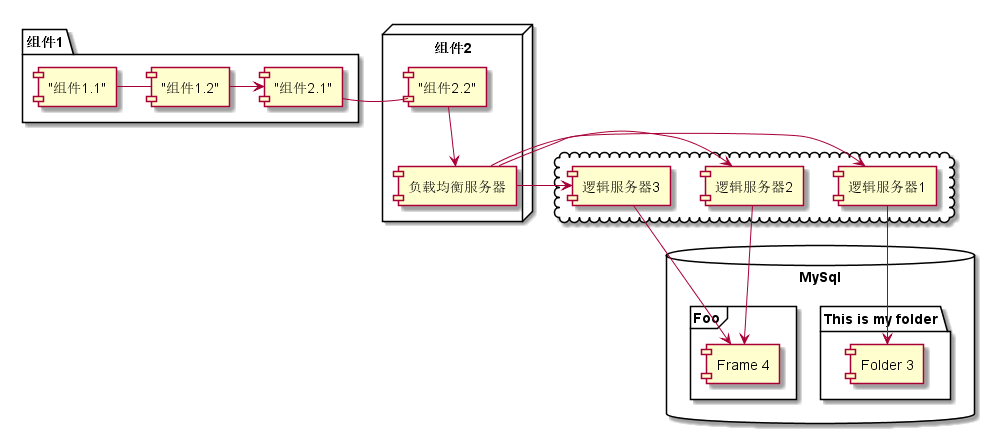 组件1
"组件1.1"
"组件1.2"
"组件2.1"
组件2
"组件2.2"
负载均衡服务器
逻辑服务器3
逻辑服务器2
逻辑服务器1
MySql
Foo
Frame 4
This is my folder
Folder 3